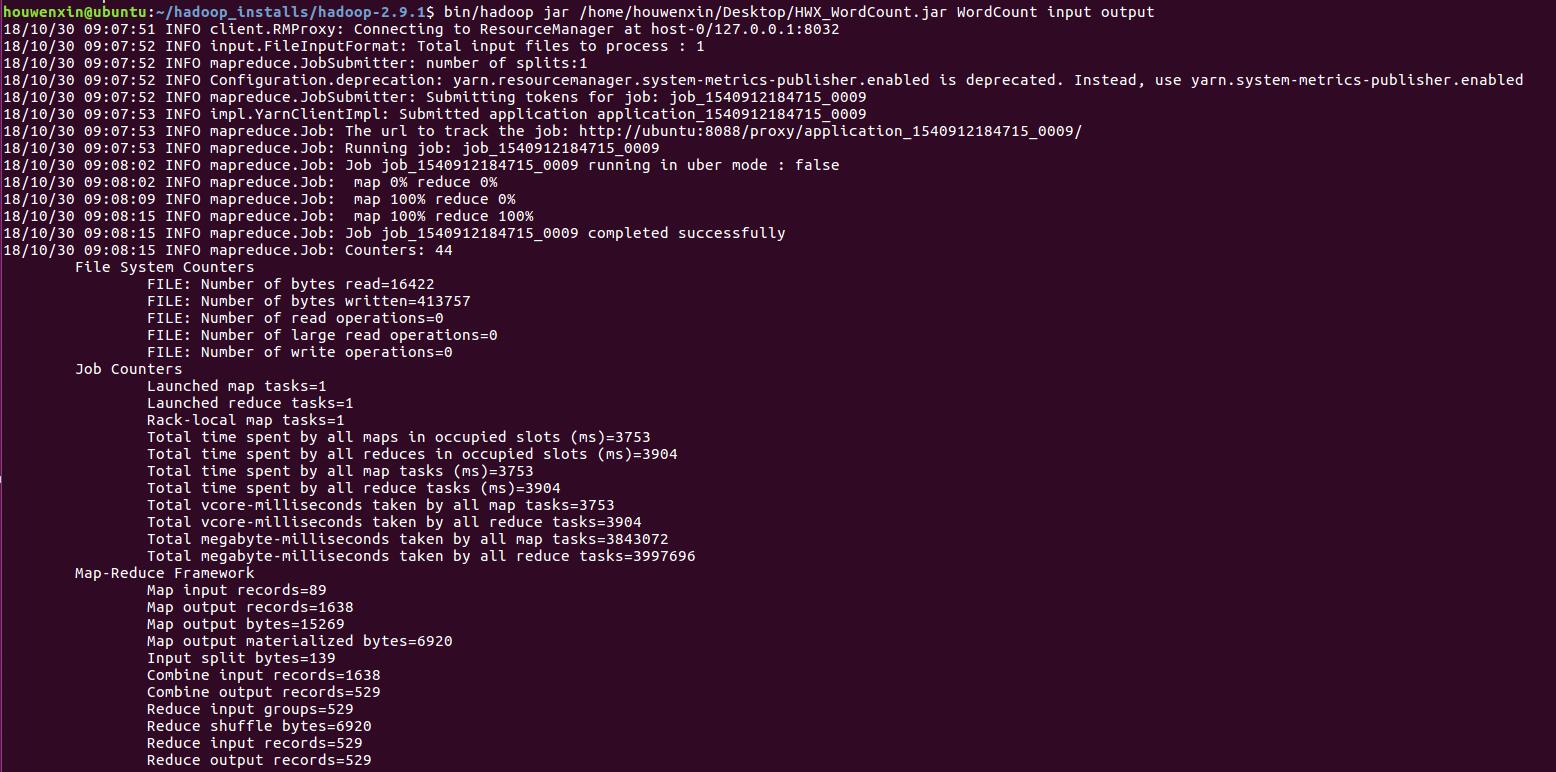 houwenxin@ubuntu:~/hadoop_installs/hadoop-2.9.1$ bin/hadoop jar /home/houwenxin/Desktop/HWX_WordCount.jar WordCount input output
18/10/30 09:07:51 INFO client.RMProxy: Connecting to ResourceManager at host-0/127.0.0.1:8032
18/10/30 09:07:52 INFO input.FileInputFormat: Total input files to process : 1
18/10/30 09:07:52 INFO mapreduce.JobSubmitter: number of splits:1
18/10/30 09:07:52 INFO Configuration.deprecation: yarn.resourcemanager.system-metrics-publisher.enabled is deprecated. Instead, use yarn.system-metrics-publisher.enabled
18/10/30 09:07:52 INFO mapreduce.JobSubmitter: Submitting tokens for job: job_1540912184715_0009
18/10/30 09:07:53 INFO impl.YarnClientImpl: Submitted application application_1540912184715_0009
18/10/30 09:07:53 INFO mapreduce.Job: The url to track the job: http://ubuntu:8088/proxy/application_1540912184715_0009/
18/10/30 09:07:53 INFO mapreduce.Job: Running job: job_1540912184715_0009
18/10/30 09:08:02 INFO mapreduce.Job: Job job_1540912184715_0009 running in uber mode : false
18/10/30 09:08:02 INFO mapreduce.Job:  map 0% reduce 0%
18/10/30 09:08:09 INFO mapreduce.Job:  map 100% reduce 0%
18/10/30 09:08:15 INFO mapreduce.Job:  map 100% reduce 100%
18/10/30 09:08:15 INFO mapreduce.Job: Job job_1540912184715_0009 completed successfully
18/10/30 09:08:15 INFO mapreduce.Job: Counters: 44
File System Counters
FILE: Number of bytes read=16422
FILE: Number of bytes written=413757
FILE: Number of read operations=0
FILE: Number of large read operations=0
FILE: Number of write operations=0
Job Counters
Launched map tasks=1
Launched reduce tasks=1
Rack-local map tasks=1
Total time spent by all maps in occupied slots (ms)=3753
Total time spent by all reduces in occupied slots (ms)=3904
Total time spent by all map tasks (ms)=3753
Total time spent by all reduce tasks (ms)=3904
Total vcore-milliseconds taken by all map tasks=3753
Total vcore-milliseconds taken by all reduce tasks=3904
Total megabyte-milliseconds taken by all map tasks=3843072
Total megabyte-milliseconds taken by all reduce tasks=3997696
Map-Reduce Framework
Map input records=89
Map output records=1638
Map output bytes=15269
Map output materialized bytes=6920
Input split bytes=139
Combine input records=1638
Combine output records=529
Reduce input groups=529
Reduce shuffle bytes=6920
Reduce input records=529
Reduce output records=529